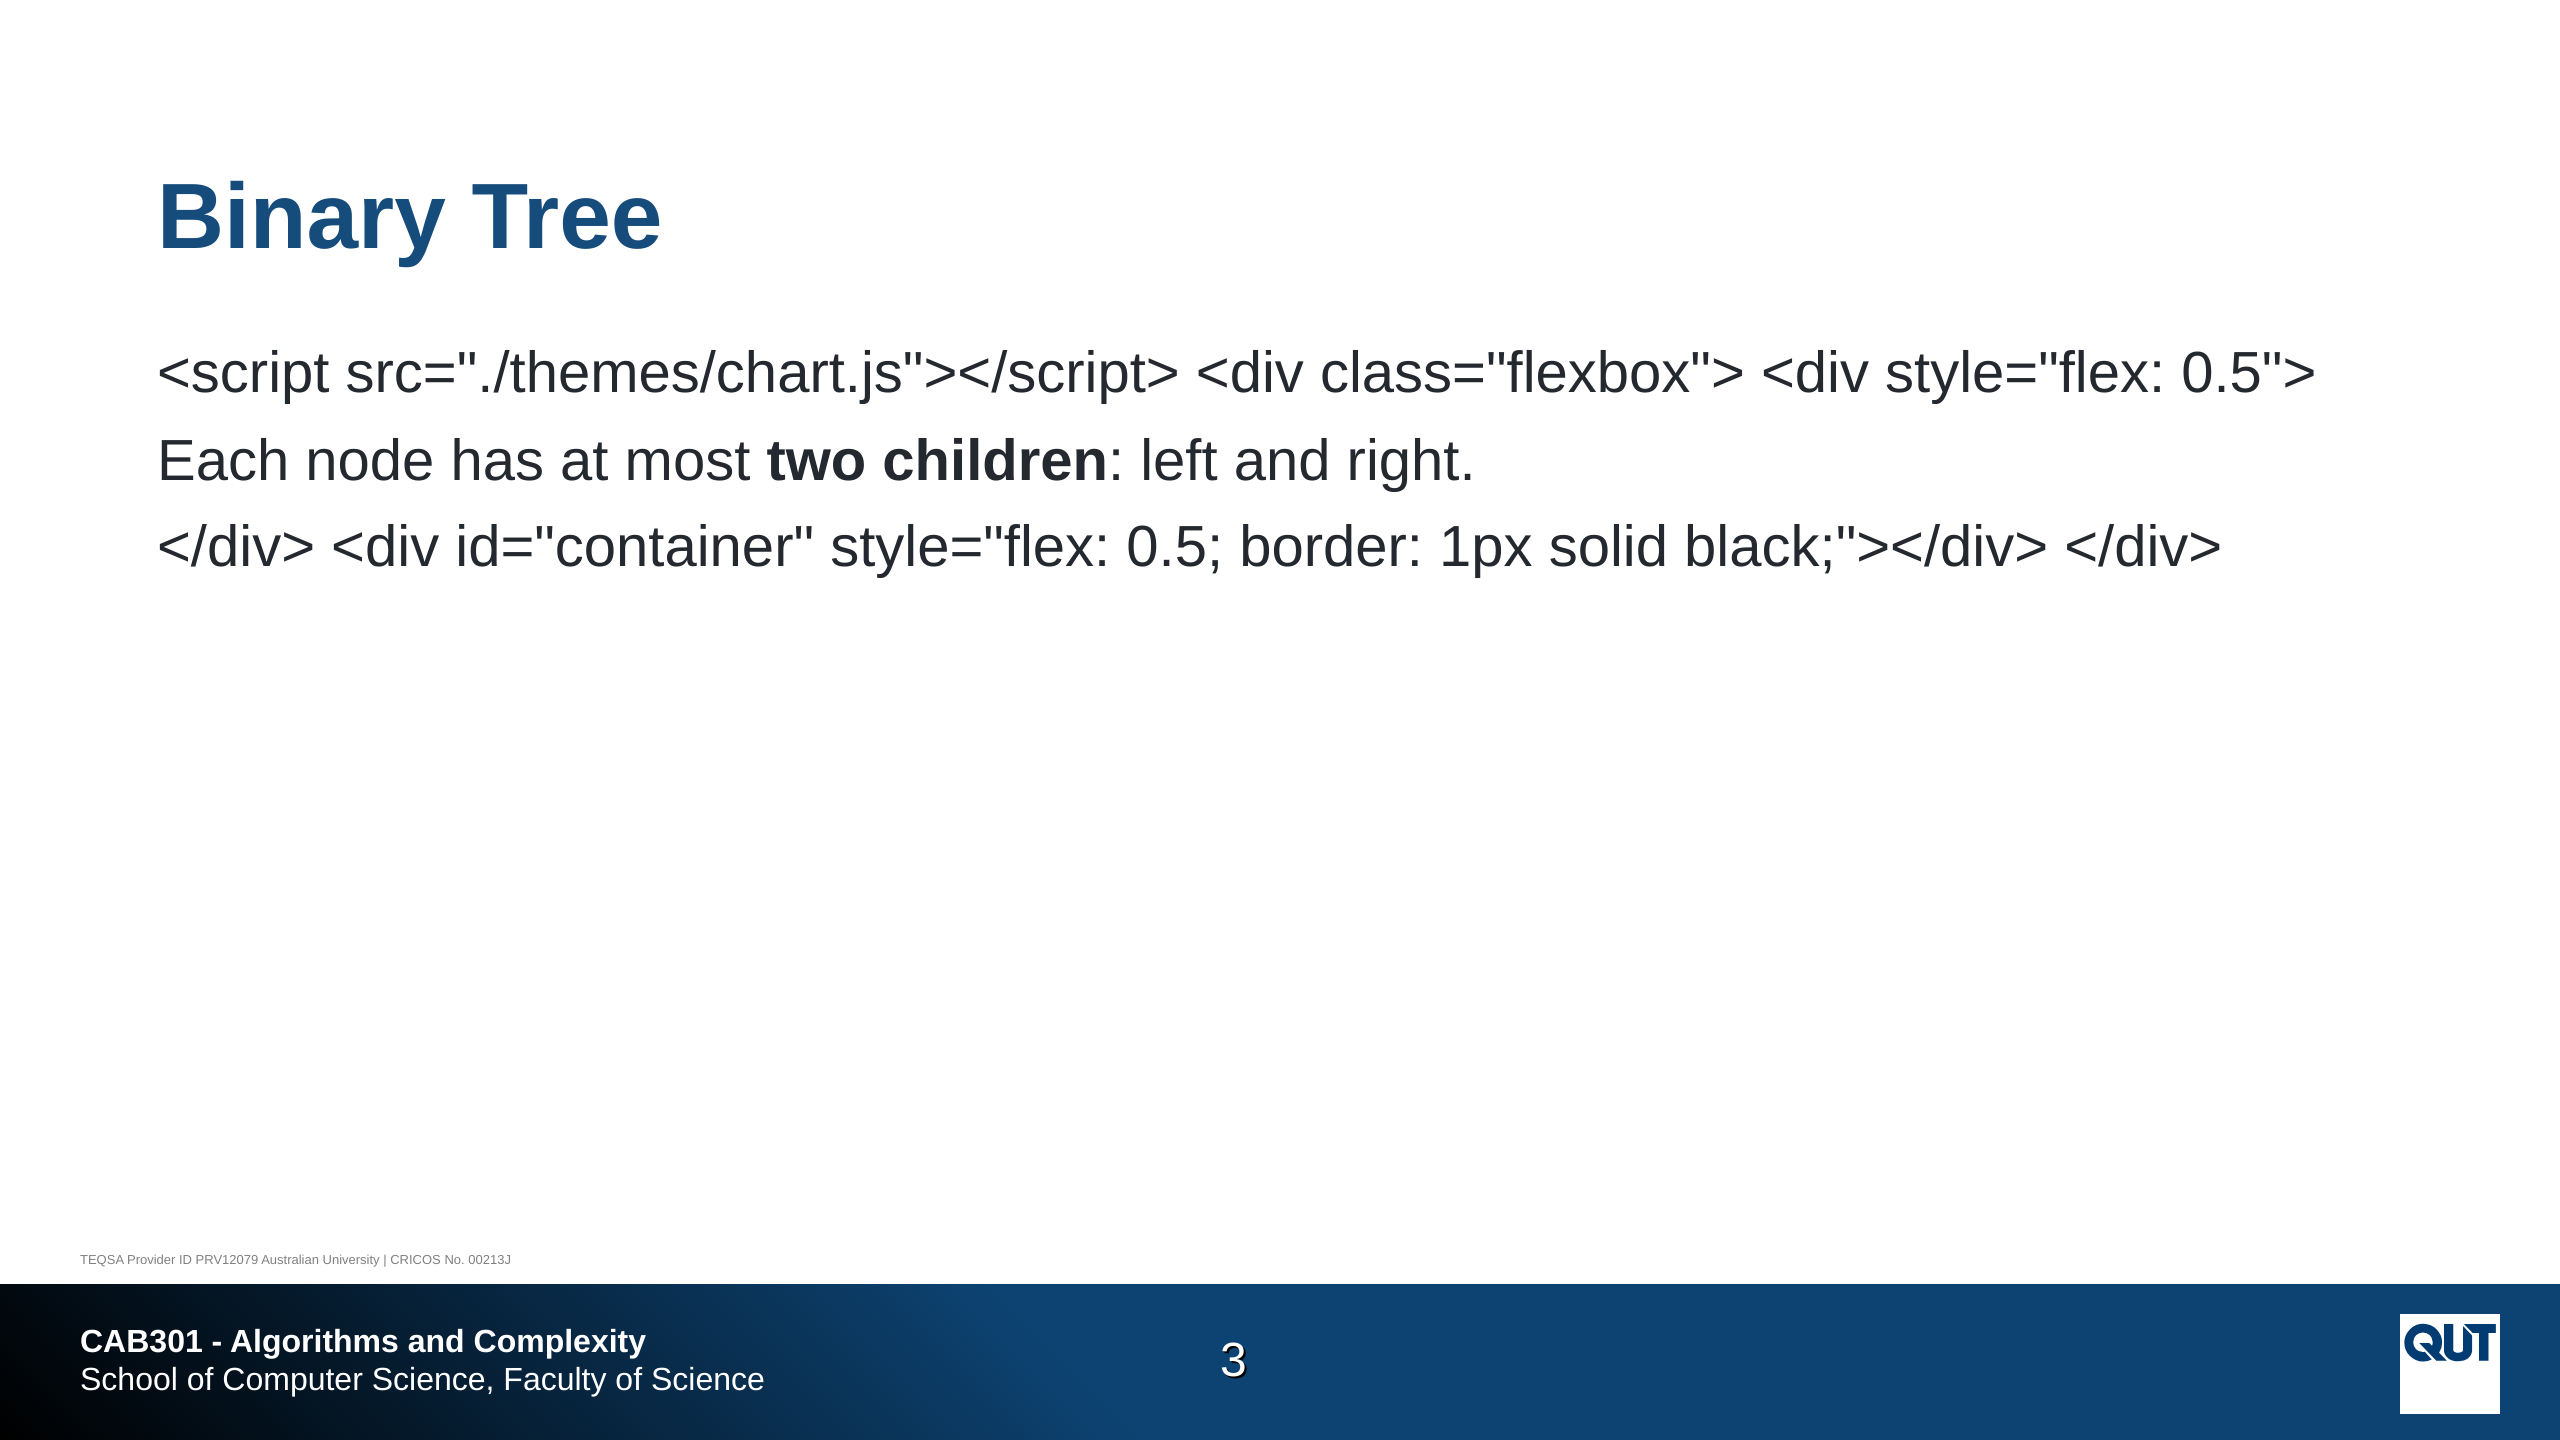 Binary Tree
<script src="./themes/chart.js"></script> <div class="flexbox"> <div style="flex: 0.5">
Each node has at most two children: left and right.
</div> <div id="container" style="flex: 0.5; border: 1px solid black;"></div> </div>
TEQSA Provider ID PRV12079 Australian University | CRICOS No. 00213J
CAB301 - Algorithms and Complexity
School of Computer Science, Faculty of Science
3
QUT